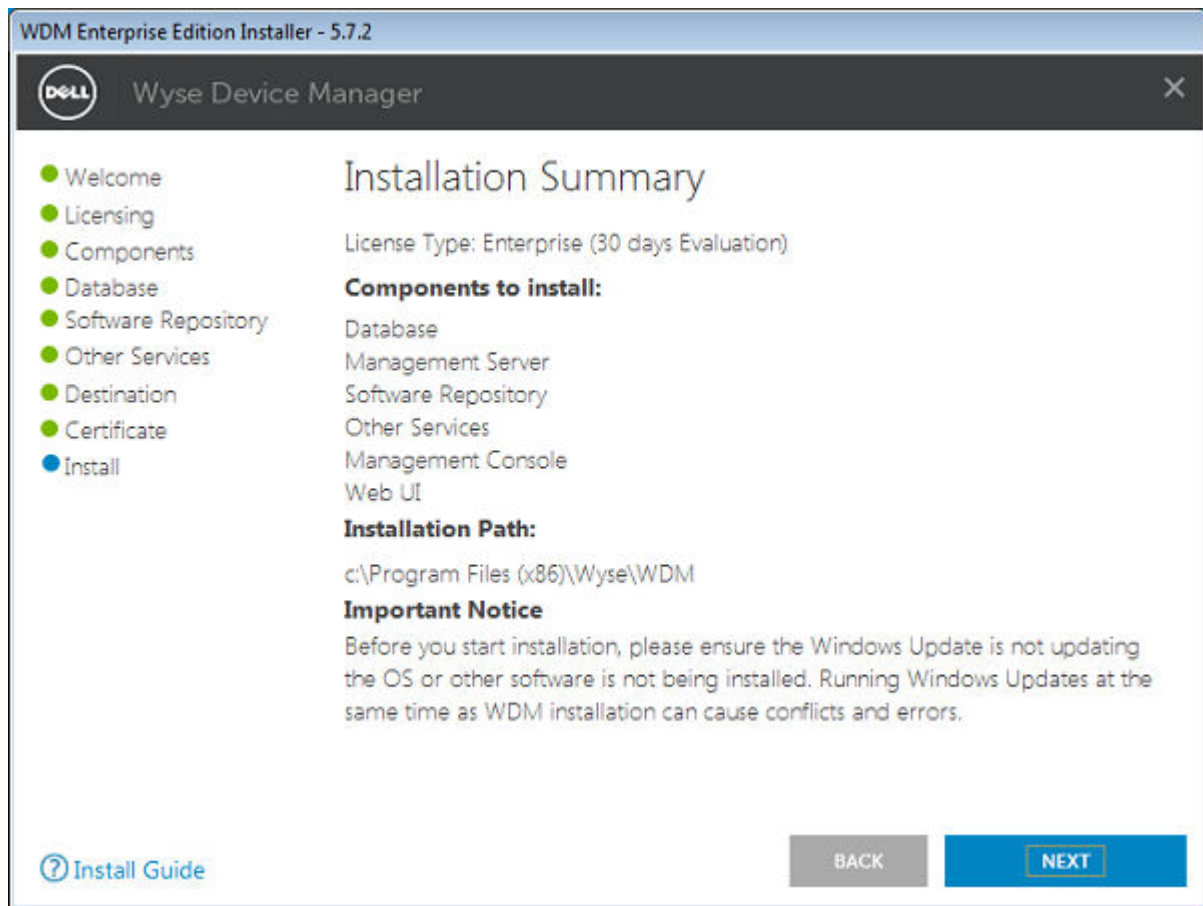 WDM Enterprise Edition Installer - 5.7.2
DELL
Wyse Device Manager
Welcome
Licensing
Components
Database
Software Repository
Other Services
Destination
Certificate
Install
Installation Summary
License Type: Enterprise (30 days Evaluation)
Components to install:
Database
Management Server
Software Repository
Other Services
Management Console
Web UI
Installation Path:
c:\Program Files (x86)\Wyse\WDM
Important Notice
Before you start installation, please ensure the Windows Update is not updating
the OS or other software is not being installed. Running Windows Updates at the
same time as WDM installation can cause conflicts and errors.
? Install Guide
BACK
NEXT